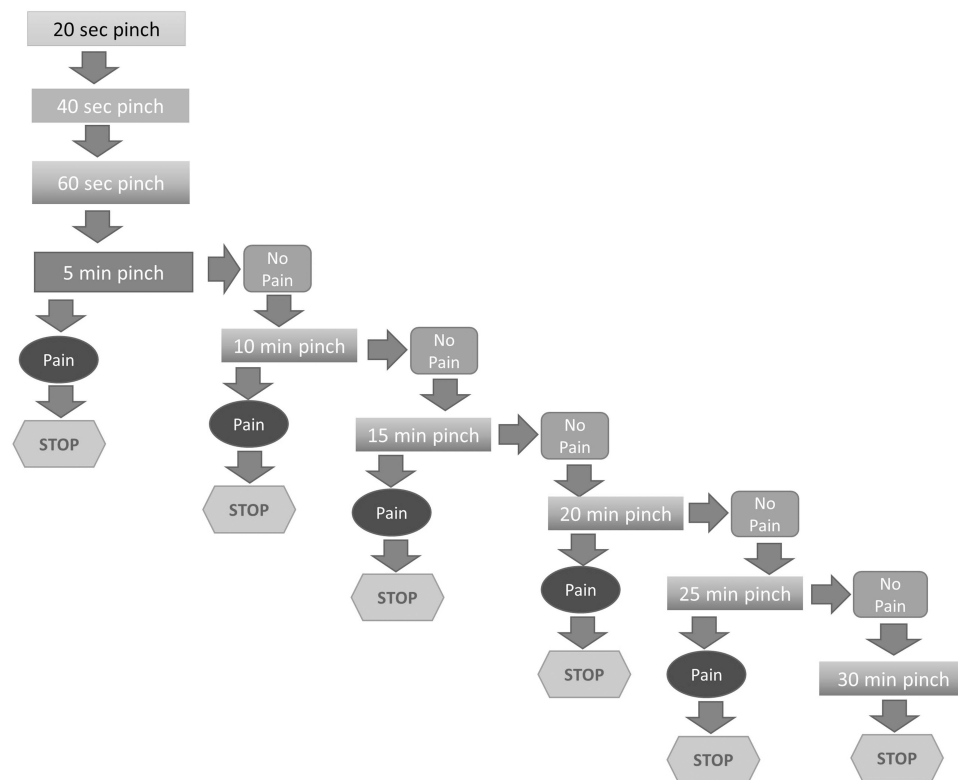 20 sec pinch
40 sec pinch
60 sec pinch
5 min pinch
No
Pain
Pain
10 min pinch
No
Pain
STOP
Pain
15 min pinch
No
Pain
STOP
Pain
20 min pinch
No
Pain
STOP
Pain
25 min pinch
No
Pain
STOP
Pain
30 min pinch
STOP
STOP